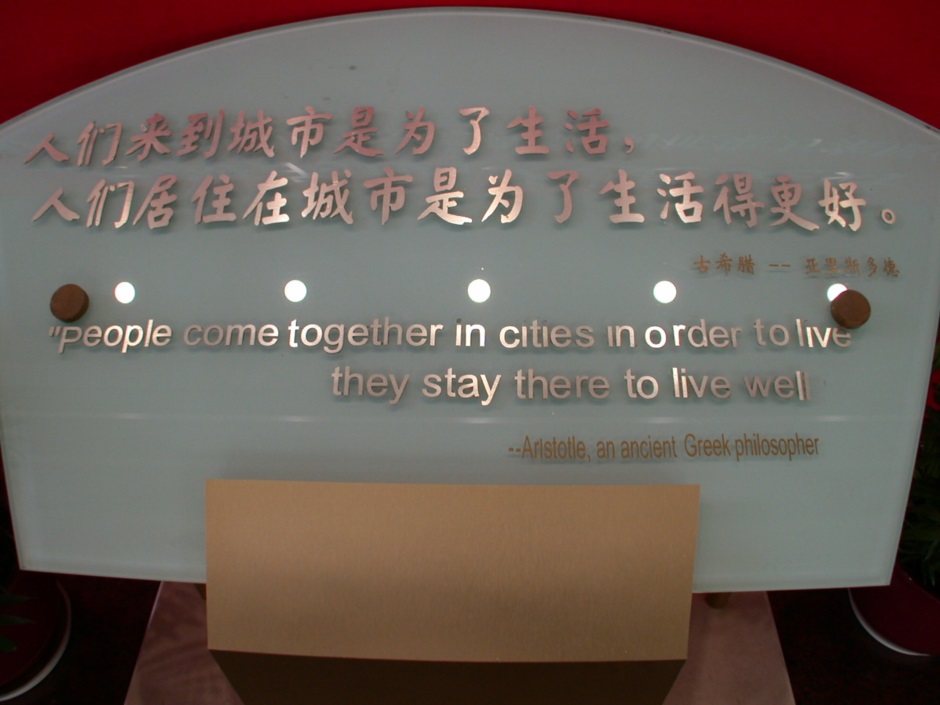 人们来到城市是为了生活，
人们居住在城市是为了生活得更好。
古希腊 -- 亚里斯多德
"People come together in cities in order to live
they stay there to live well
--Aristotle, an ancient Greek philosopher